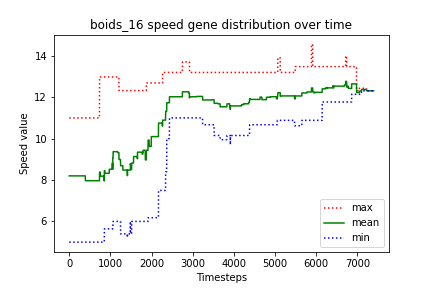 boids_16 speed gene distribution over time
14
12
10
8
6
Speed value
0 1000 2000 3000 4000 5000 6000 7000
Timesteps
max
mean
min